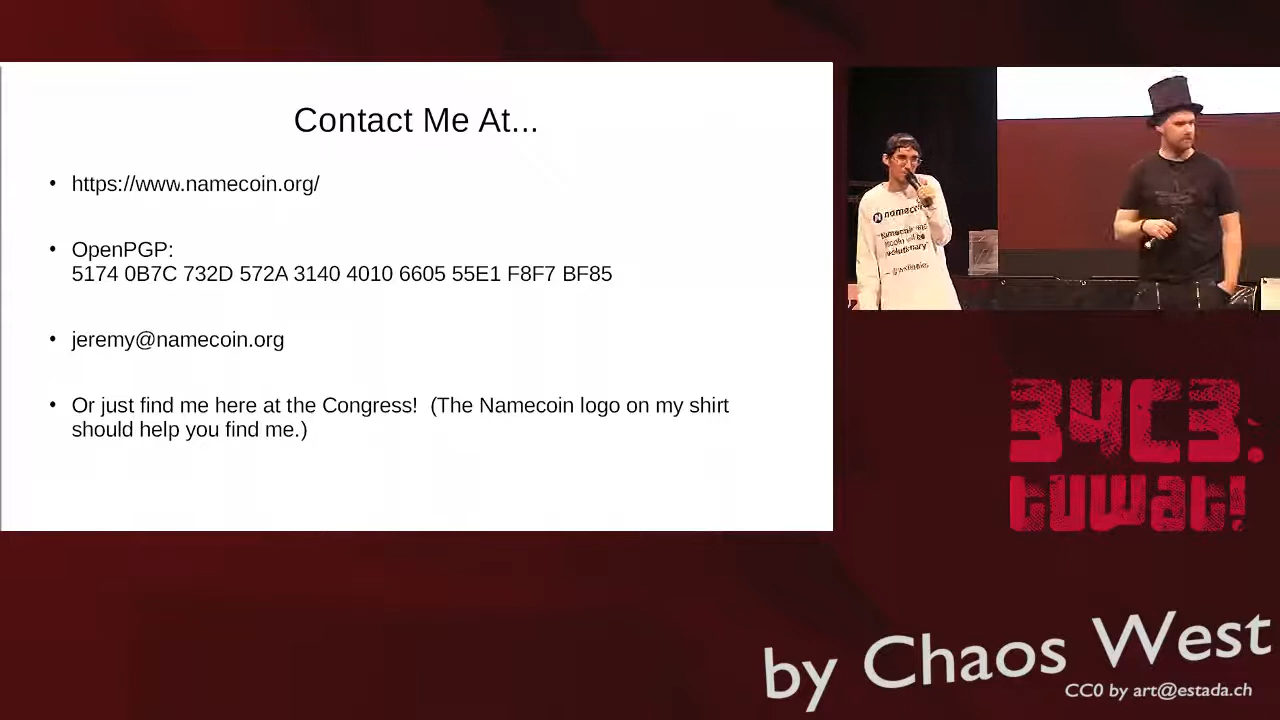 Contact Me At...
• https://www.namecoin.org/
• OpenPGP:
5174 0B7C 732D 572A 3140 4010 6605 55E1 F8F7 BF85
• jeremy@namecoin.org
• Or just find me here at the Congress!  (The Namecoin logo on my shirt
should help you find me.)
namecoin
34C3:
tuwat!
by Chaos West
CC0 by art@estada.ch